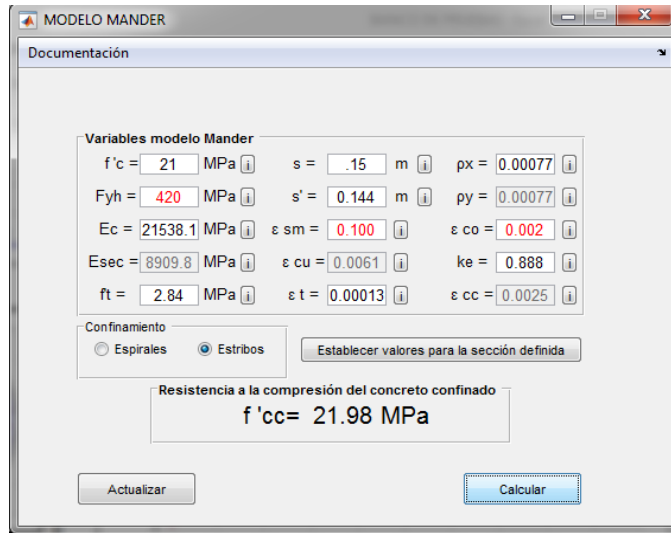 MODELO MANDER
Documentación
Variables modelo Mander
f'c = 21 MPa i s = .15 m i ρx = 0.00077 i
Fyh = 420 MPa i s' = 0.144 m i ρy = 0.00077 i
Ec = 21538.1 MPa i ε sm = 0.100 i ε co = 0.002 i
Esec = 8909.8 MPa i ε cu = 0.0061 i ke = 0.888
ft = 2.84 MPa i ε t = 0.00013 i ε cc = 0.0025 i
Confinamiento
Espirales Estribos
Establecer valores para la sección definida
Resistencia a la compresión del concreto confinado
f 'cc= 21.98 MPa
Actualizar Calcular